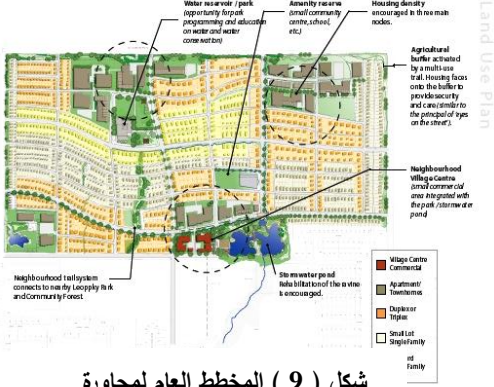 Water reservoir / park
(opportunity for park
programming and education
on water and water
conservation)
Amenity reserve
(small community
centre, school,
etc.)
Housing density
encouraged in three main
nodes.
Land Use Plan
Agricultural
buffer activated
by a multi-use
trail. Housing faces
onto the buffer to
provide security
and care (similar to
the principal of "eyes
on the street").
Neighbourhood
Village Centre
(small commercial
area integrated with
the park / stormwater
pond)
Neighbourhood trail system
connects to nearby Leoppky Park
and Community Forest.
Stormwater pond
Rehabilitation of the ravine
is encouraged.
Village Centre
Commercial
Apartment/
Townhomes
Duplex or
Triplex
Small Lot
Single Family
rd
Family
شكل ( 9 ) المخطط العام لمجاورة